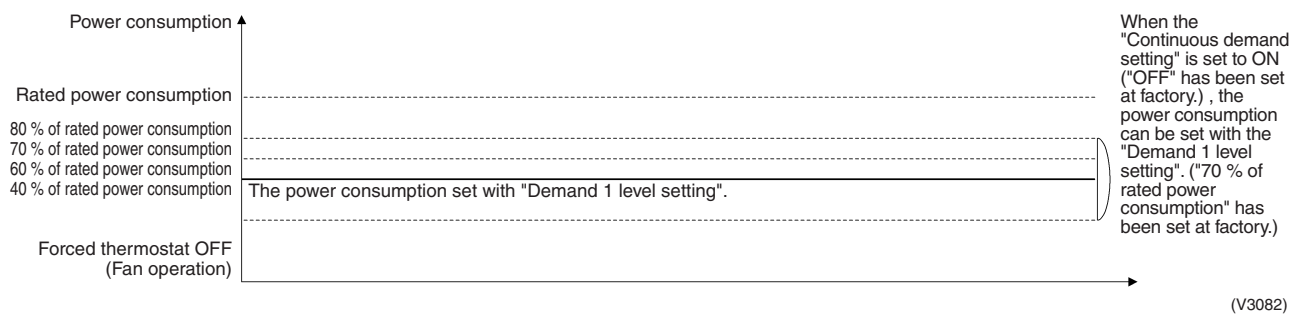 Power consumption
Rated power consumption
80 % of rated power consumption
70 % of rated power consumption
60 % of rated power consumption
40 % of rated power consumption
The power consumption set with "Demand 1 level setting".
Forced thermostat OFF
(Fan operation)
When the
"Continuous demand
setting" is set to ON
("OFF" has been set
at factory.) , the
power consumption
can be set with the
"Demand 1 level
setting". ("70 % of
rated power
consumption" has
been set at factory.)
(V3082)